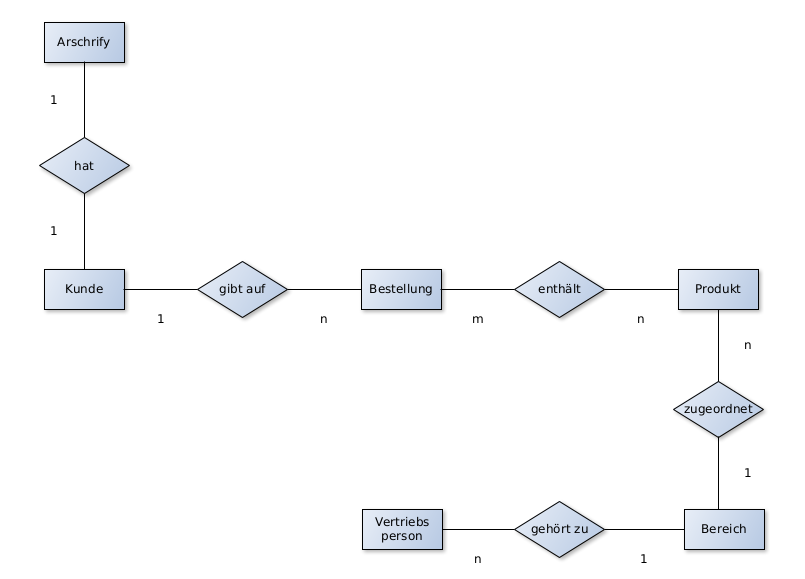 Arschrify
1
hat
1
Kunde
gibt auf
Bestellung
enthält
Produkt
1
n
m
n
n
zugeordnet
1
Vertriebs
person
gehört zu
Bereich
n
1